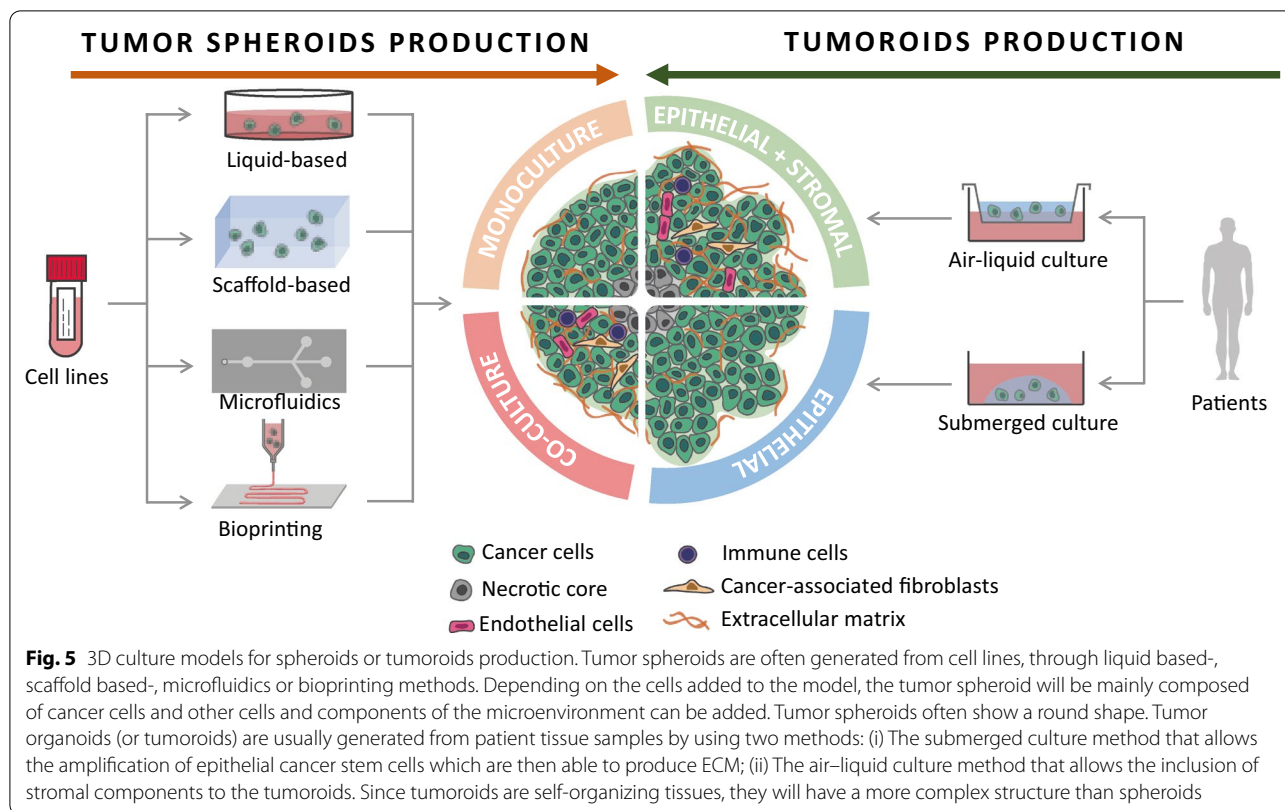 TUMOR SPHEROIDS PRODUCTION
TUMOROIDS PRODUCTION
Liquid-based
Scaffold-based
Cell lines
Microfluidics
Bioprinting
MONOCULTURE
EPITHELIAL + STROMAL
CO-CULTURE
EPITHELIAL
Air-liquid culture
Submerged culture
Patients
Cancer cells
Immune cells
Necrotic core
Cancer-associated fibroblasts
Endothelial cells
Extracellular matrix
Fig. 5 3D culture models for spheroids or tumoroids production. Tumor spheroids are often generated from cell lines, through liquid based-,
scaffold based-, microfluidics or bioprinting methods. Depending on the cells added to the model, the tumor spheroid will be mainly composed
of cancer cells and other cells and components of the microenvironment can be added. Tumor spheroids often show a round shape. Tumor
organoids (or tumoroids) are usually generated from patient tissue samples by using two methods: (i) The submerged culture method that allows
the amplification of epithelial cancer stem cells which are then able to produce ECM; (ii) The air–liquid culture method that allows the inclusion of
stromal components to the tumoroids. Since tumoroids are self-organizing tissues, they will have a more complex structure than spheroids